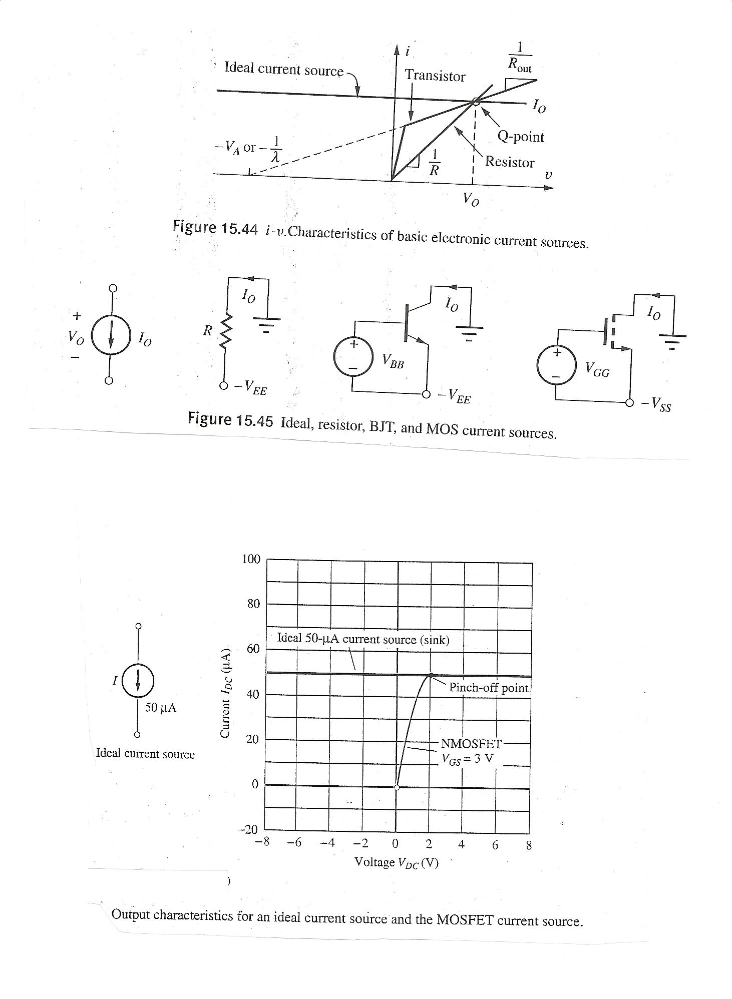 i
1
R_out
Ideal current source
Transistor
I_O
Q-point
−V_A or −1/λ
1
R
Resistor
v
V_O
Figure 15.44 i-v. Characteristics of basic electronic current sources.
+
V_O
−
I_O
R
I_O
−V_EE
+
−
V_BB
I_O
−V_EE
+
−
V_GG
I_O
−V_SS
Figure 15.45 Ideal, resistor, BJT, and MOS current sources.
100
80
60
40
20
0
−20
Current I_DC (µA)
Ideal 50-µA current source (sink)
Pinch-off point
NMOSFET
V_GS = 3 V
I
50 µA
Ideal current source
−8 −6 −4 −2 0 2 4 6 8
Voltage V_DC (V)
)
Output characteristics for an ideal current source and the MOSFET current source.